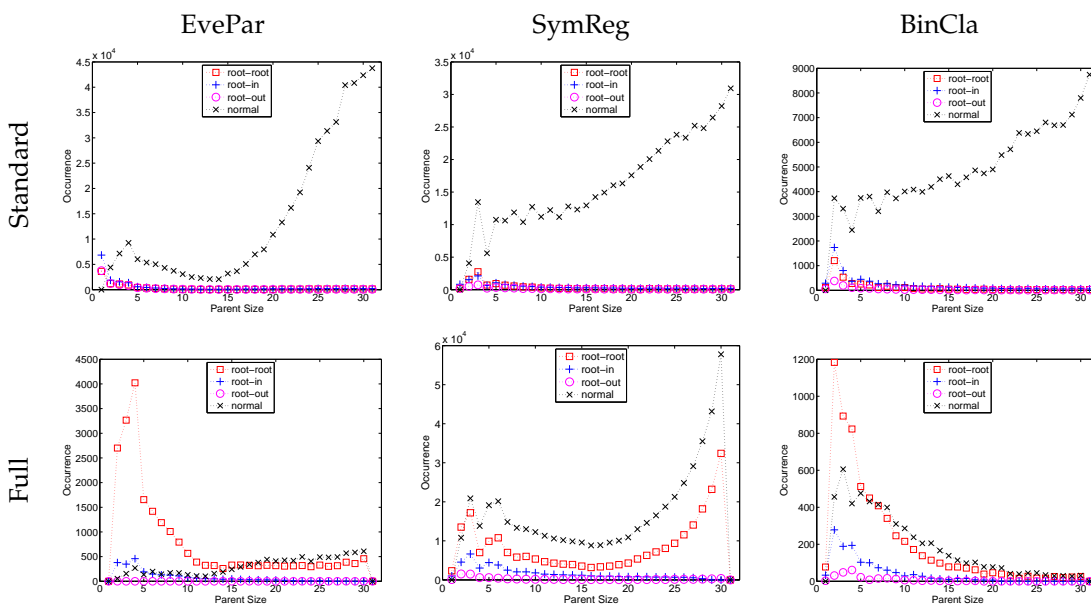 EvePar SymReg BinCla
Standard
x 10^4
4.5
4
3.5
3
2.5
2
1.5
1
0.5
0
0 5 10 15 20 25 30
Occurrence
Parent Size
root−root
root−in
root−out
normal
x 10^4
3.5
3
2.5
2
1.5
1
0.5
0
0 5 10 15 20 25 30
Occurrence
Parent Size
root−root
root−in
root−out
normal
9000
8000
7000
6000
5000
4000
3000
2000
1000
0
0 5 10 15 20 25 30
Occurrence
Parent Size
root−root
root−in
root−out
normal
Full
4500
4000
3500
3000
2500
2000
1500
1000
500
0
0 5 10 15 20 25 30
Occurrence
Parent Size
root−root
root−in
root−out
normal
x 10^4
6
5
4
3
2
1
0
0 5 10 15 20 25 30
Occurrence
Parent Size
root−root
root−in
root−out
normal
1200
1000
800
600
400
200
0
0 5 10 15 20 25 30
Occurrence
Parent Size
root−root
root−in
root−out
normal